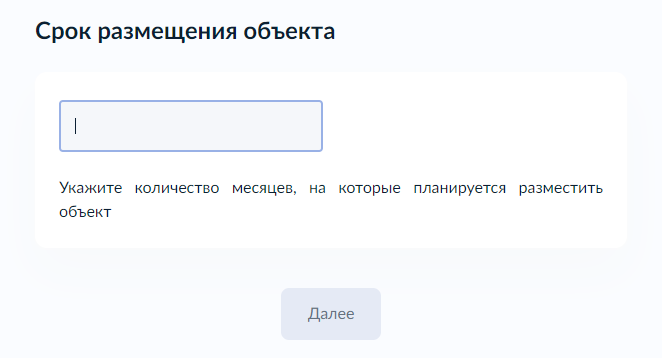 Срок размещения объекта
Укажите количество месяцев, на которые планируется разместить
объект
Далее